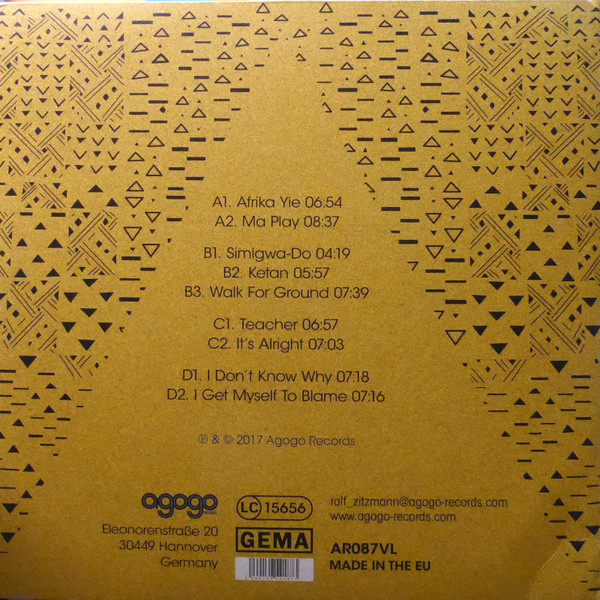 A1. Afrika Yie 06:54
A2. Ma Play 08:37
B1. Simigwa-Do 04:19
B2. Ketan 05:57
B3. Walk For Ground 07:39
C1. Teacher 06:57
C2. It's Alright 07:03
D1. I Don't Know Why 07:18
D2. I Get Myself To Blame 07:16
℗ & © 2017 Agogo Records
agogo
Eleonorenstraße 20
30449 Hannover
Germany
LC 15656
GEMA
ralf_zitzmann@agogo-records.com
www.agogo-records.com
AR087VL
MADE IN THE EU